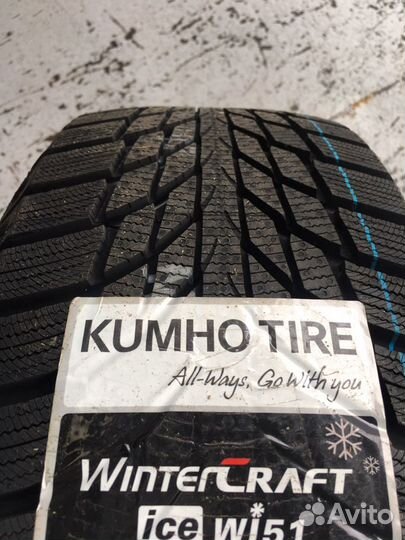 KUMHO TIRE
All-Ways, Go With you
WINTERCRAFT
ice wi51
Avito